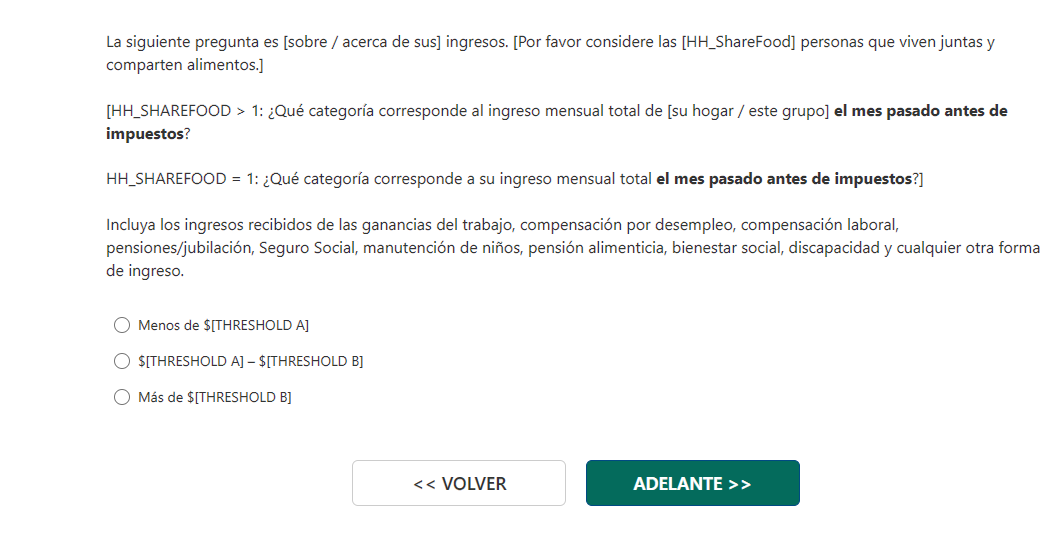 La siguiente pregunta es [sobre / acerca de sus] ingresos. [Por favor considere las [HH_ShareFood] personas que viven juntas y
comparten alimentos.]
[HH_SHAREFOOD > 1: ¿Qué categoría corresponde al ingreso mensual total de [su hogar / este grupo] el mes pasado antes de
impuestos?
HH_SHAREFOOD = 1: ¿Qué categoría corresponde a su ingreso mensual total el mes pasado antes de impuestos?]
Incluya los ingresos recibidos de las ganancias del trabajo, compensación por desempleo, compensación laboral,
pensiones/jubilación, Seguro Social, manutención de niños, pensión alimenticia, bienestar social, discapacidad y cualquier otra forma
de ingreso.
Menos de $[THRESHOLD A]
$[THRESHOLD A] – $[THRESHOLD B]
Más de $[THRESHOLD B]
<< VOLVER
ADELANTE >>